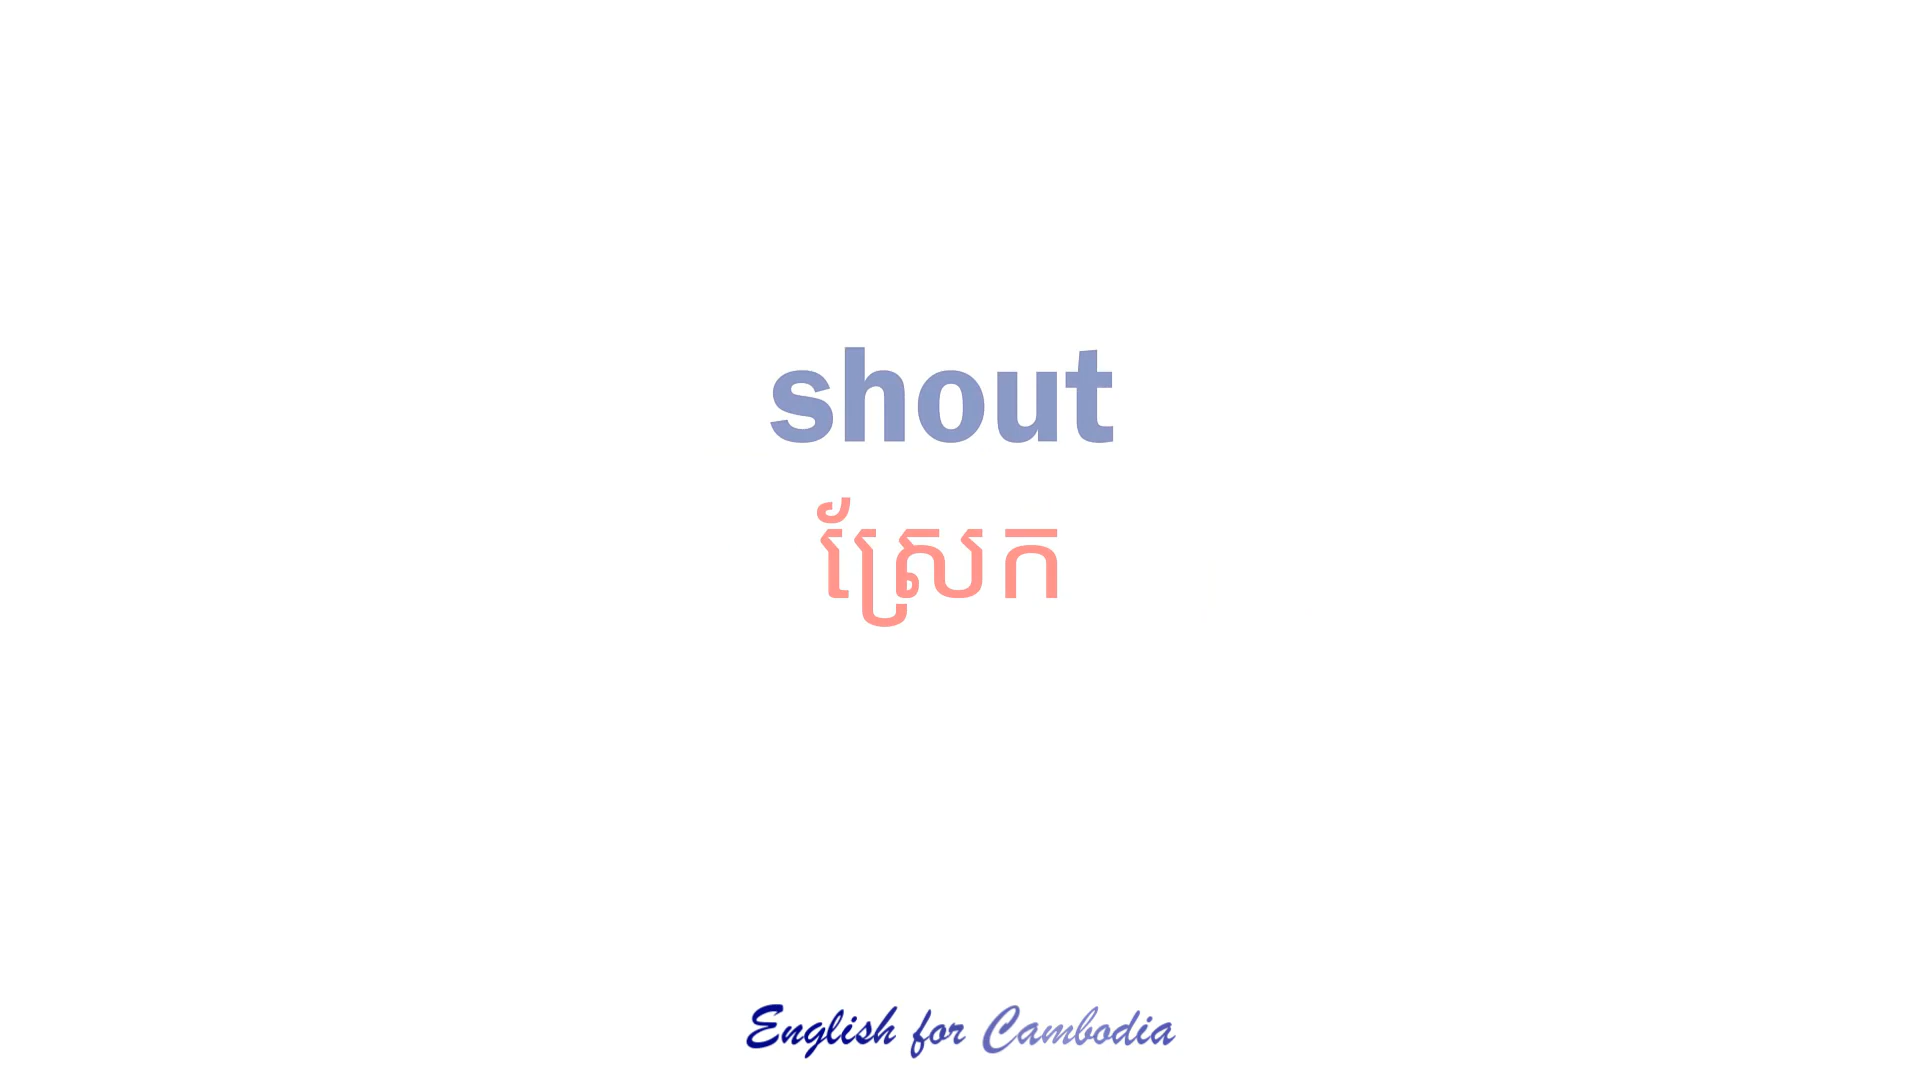 shout
ស្រែក
English for Cambodia